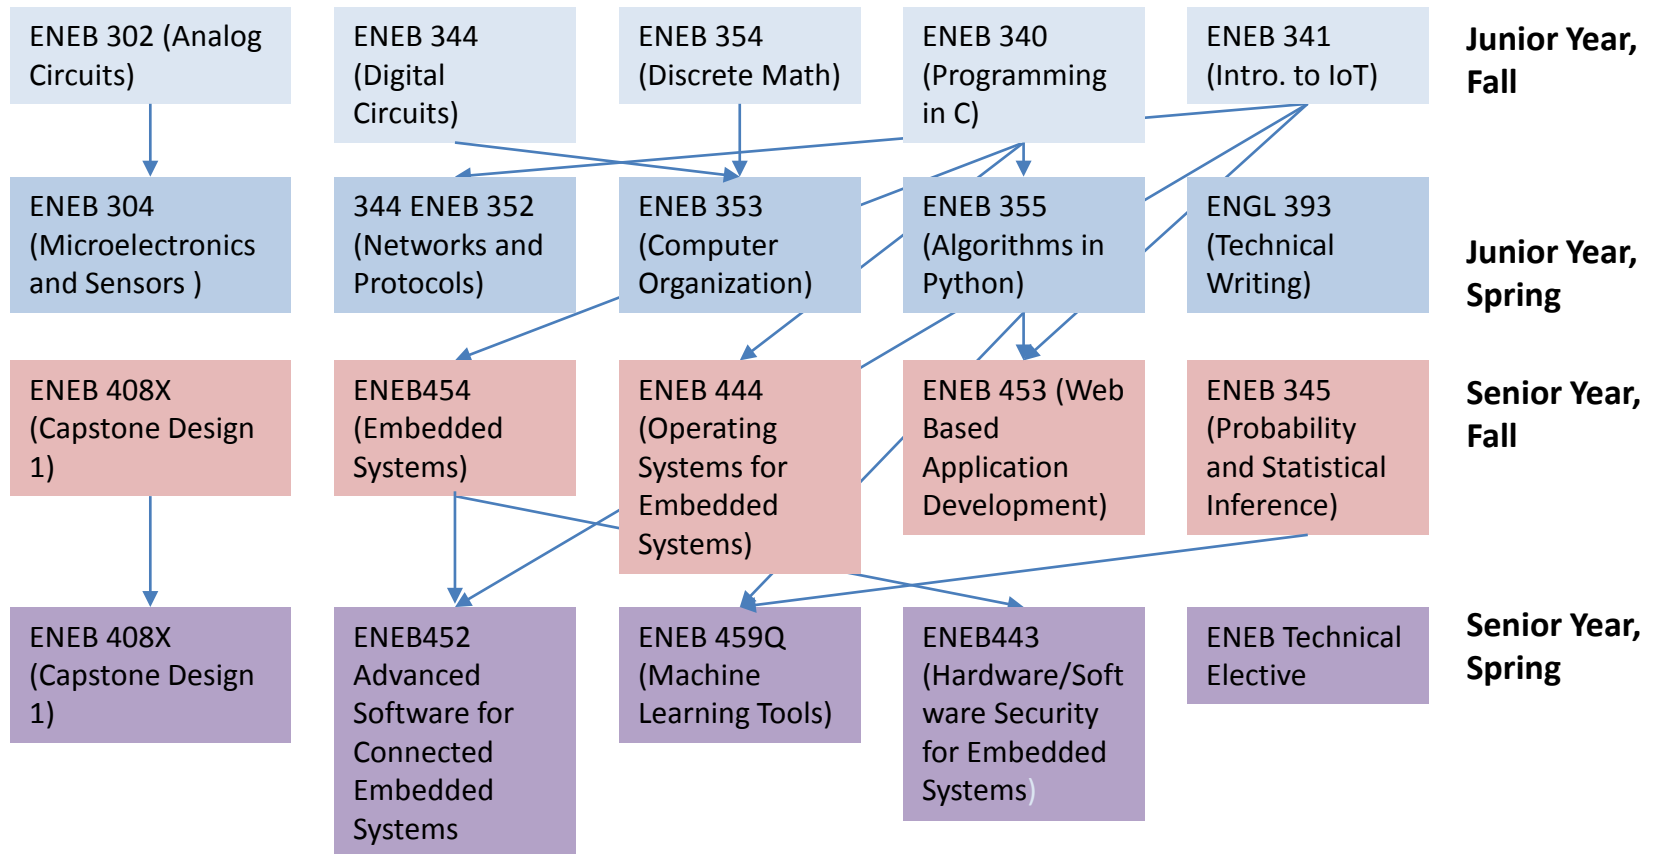 ENEB 302 (Analog
Circuits)
ENEB 344
(Digital
Circuits)
ENEB 354
(Discrete Math)
ENEB 340
(Programming
in C)
ENEB 341
(Intro. to IoT)
Junior Year,
Fall
ENEB 304
(Microelectronics
and Sensors )
344 ENEB 352
(Networks and
Protocols)
ENEB 353
(Computer
Organization)
ENEB 355
(Algorithms in
Python)
ENGL 393
(Technical
Writing)
Junior Year,
Spring
ENEB 408X
(Capstone Design
1)
ENEB454
(Embedded
Systems)
ENEB 444
(Operating
Systems for
Embedded
Systems)
ENEB 453 (Web
Based
Application
Development)
ENEB 345
(Probability
and Statistical
Inference)
Senior Year,
Fall
ENEB 408X
(Capstone Design
1)
ENEB452
Advanced
Software for
Connected
Embedded
Systems
ENEB 459Q
(Machine
Learning Tools)
ENEB443
(Hardware/Soft
ware Security
for Embedded
Systems)
ENEB Technical
Elective
Senior Year,
Spring